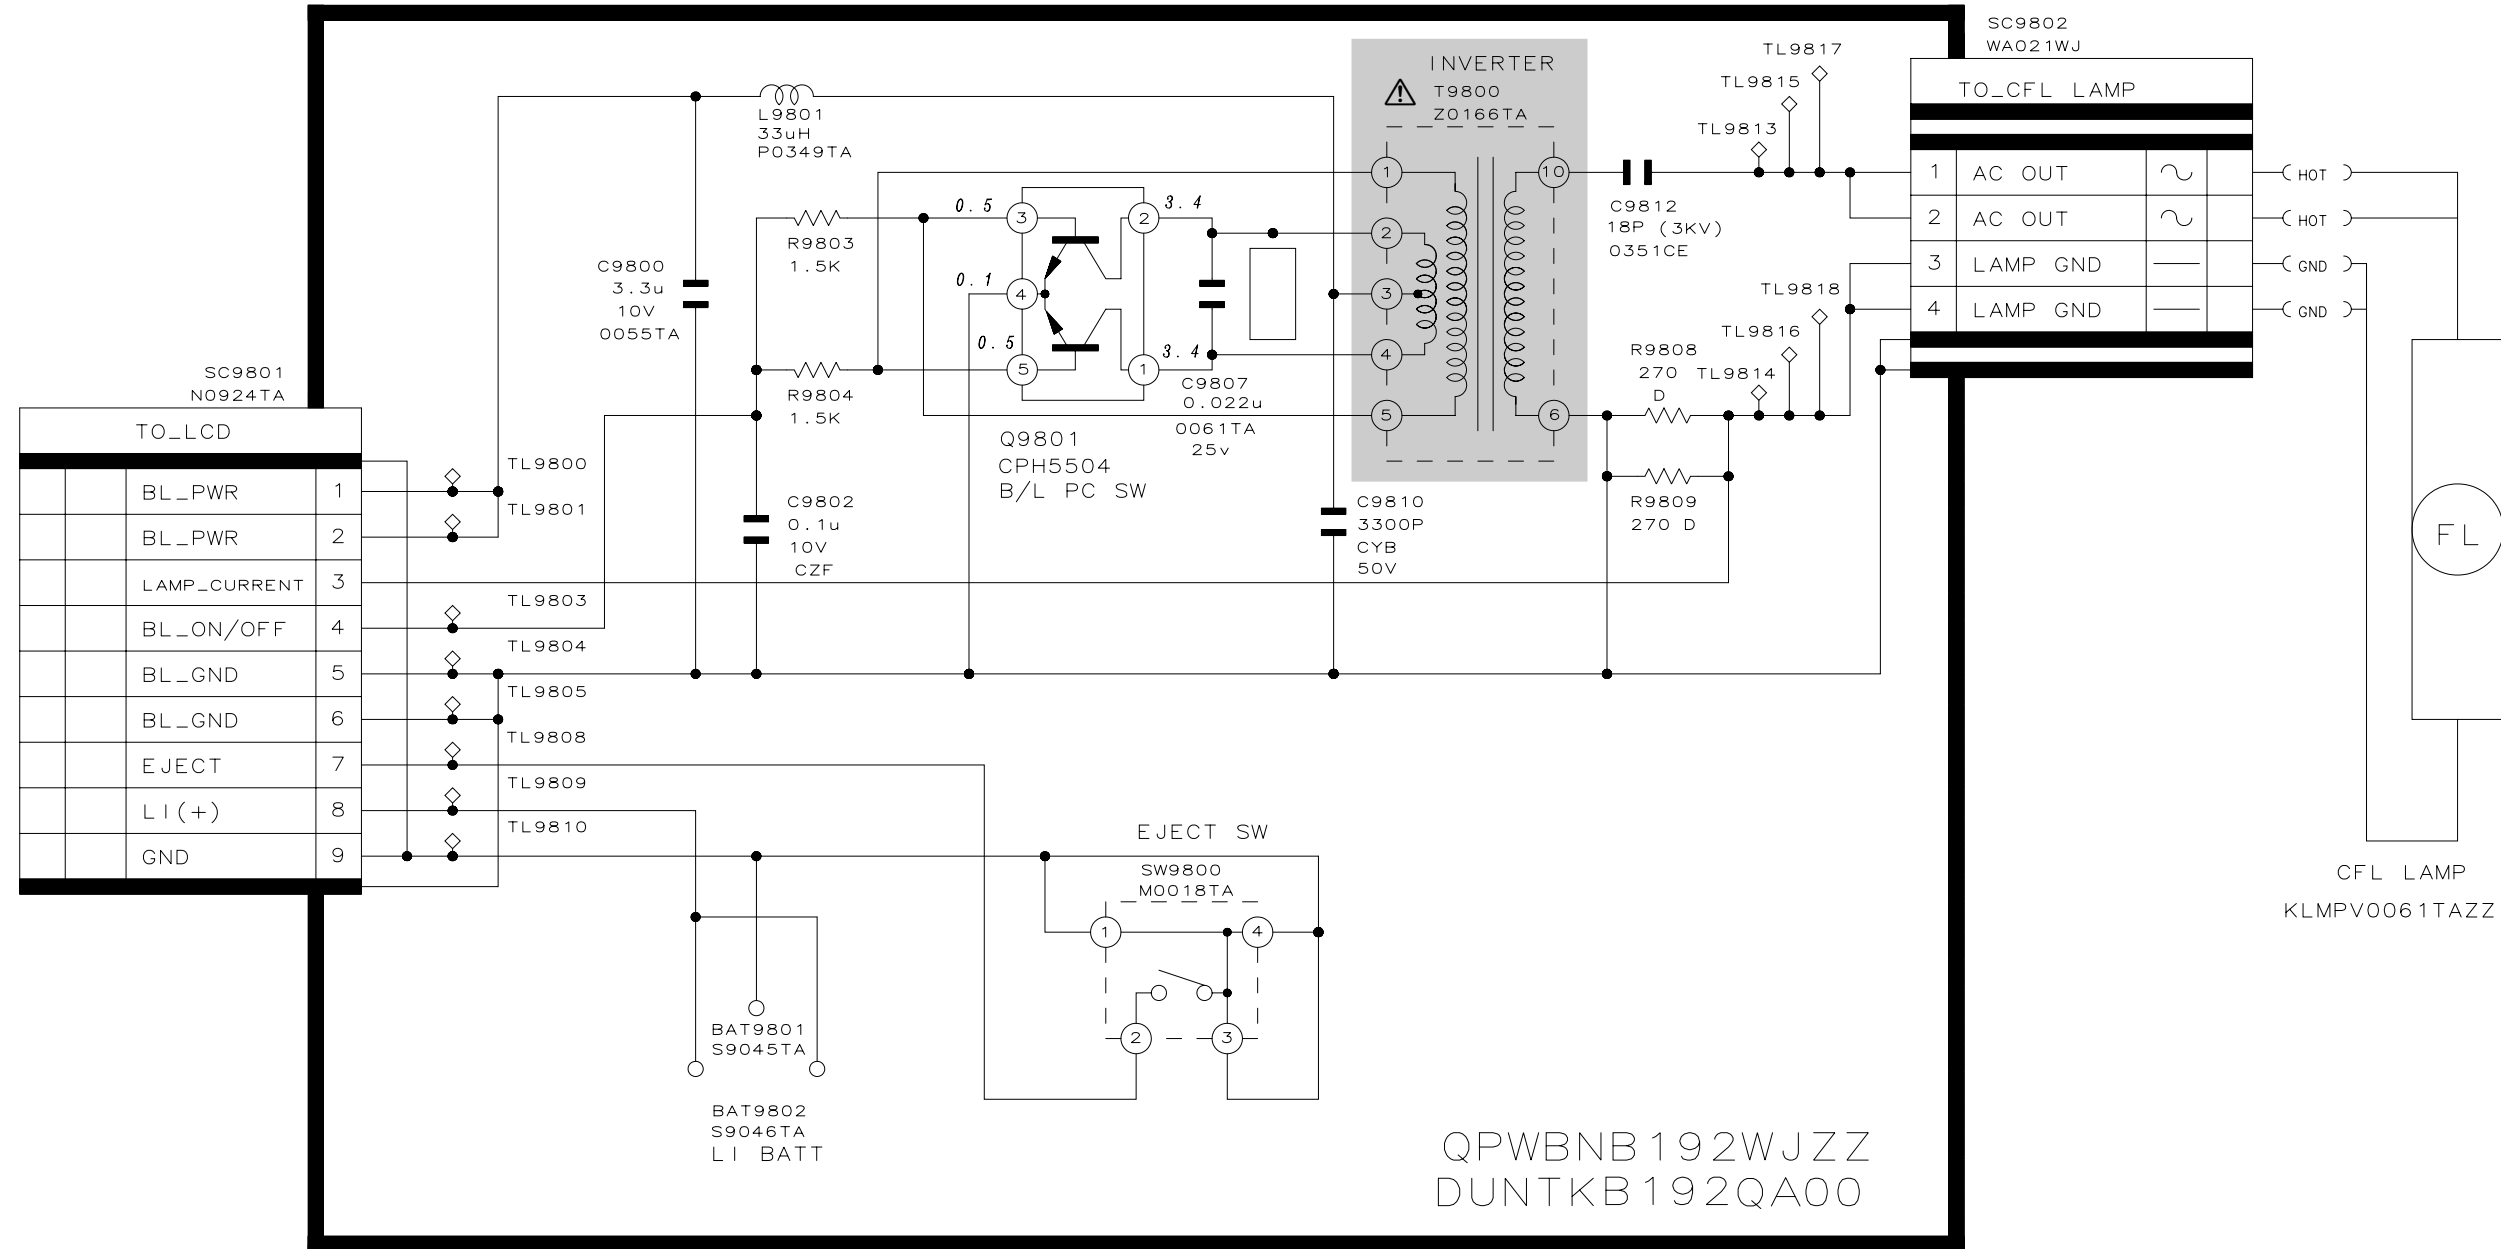 SC9802
WA021WJ
TO_CFL LAMP
1 AC OUT
2 AC OUT
3 LAMP GND
4 LAMP GND
HOT
HOT
GND
GND
FL
CFL LAMP
KLMPV0061TAZZ
TL9817
TL9815
TL9813
INVERTER
T9800
Z0166TA
1
2
3
4
5
10
6
C9812
18P (3KV)
0351CE
TL9818
TL9816
TL9814
R9808
270
D
R9809
270 D
L9801
33uH
P0349TA
C9800
3.3u
10V
0055TA
R9803
1.5K
R9804
1.5K
0.5
3.4
0.1
0.5
3.4
3
2
4
5
1
Q9801
CPH5504
B/L PC SW
C9807
0.022u
0061TA
25v
C9802
0.1u
10V
CZF
C9810
3300P
CYB
50V
SC9801
N0924TA
TO_LCD
BL_PWR 1
BL_PWR 2
LAMP_CURRENT 3
BL_ON/OFF 4
BL_GND 5
BL_GND 6
EJECT 7
LI(+) 8
GND 9
TL9800
TL9801
TL9803
TL9804
TL9805
TL9808
TL9809
TL9810
EJECT SW
SW9800
M0018TA
1
4
2
3
BAT9801
S9045TA
BAT9802
S9046TA
LI BATT
QPWBNB192WJZZ
DUNTKB192QA00